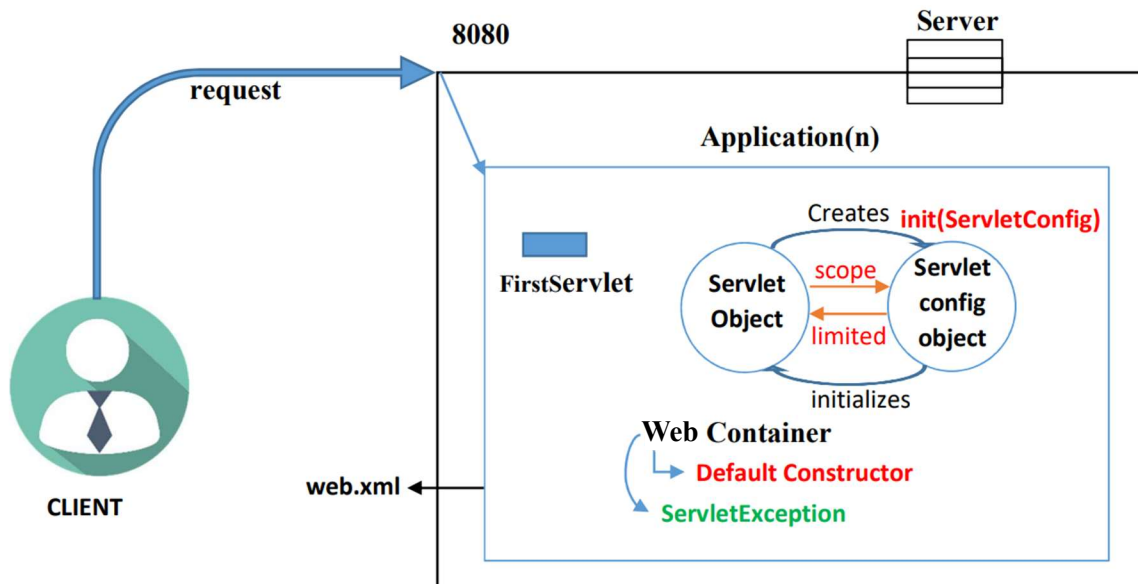 Server
8080
request
Application(n)
Creates
init(ServletConfig)
FirstServlet
Servlet
Object
scope
limited
Servlet
config
object
initializes
Web Container
Default Constructor
ServletException
web.xml
CLIENT